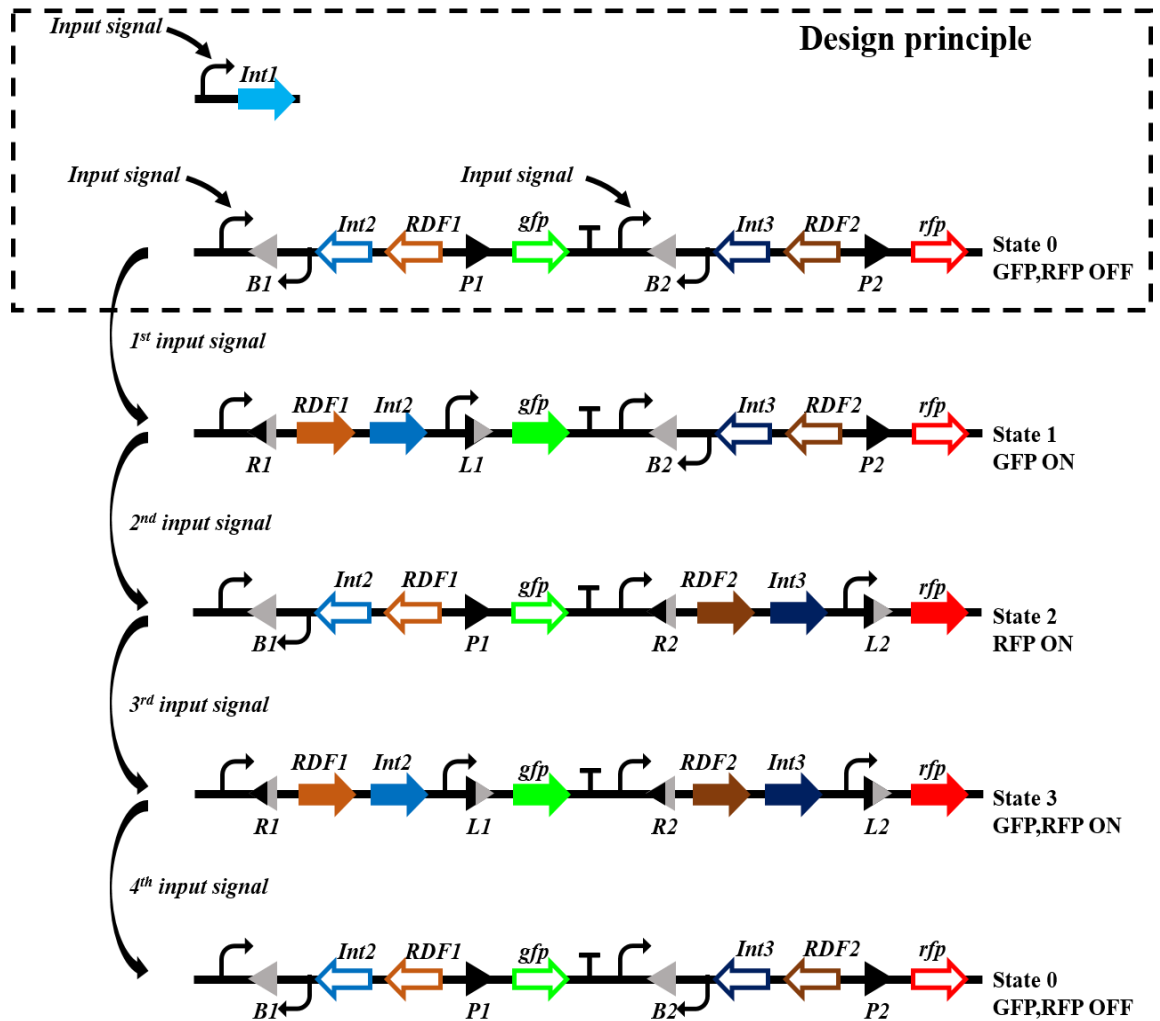 Input signal
Design principle
Int1
Input signal
Input signal
Int2 RDF1 gfp Int3 RDF2 rfp
B1 P1 B2 P2
State 0
GFP,RFP OFF
1st input signal
RDF1 Int2 gfp Int3 RDF2 rfp
R1 L1 B2 P2
State 1
GFP ON
2nd input signal
Int2 RDF1 gfp RDF2 Int3 rfp
B1 P1 R2 L2
State 2
RFP ON
3rd input signal
RDF1 Int2 gfp RDF2 Int3 rfp
R1 L1 R2 L2
State 3
GFP,RFP ON
4th input signal
Int2 RDF1 gfp Int3 RDF2 rfp
B1 P1 B2 P2
State 0
GFP,RFP OFF